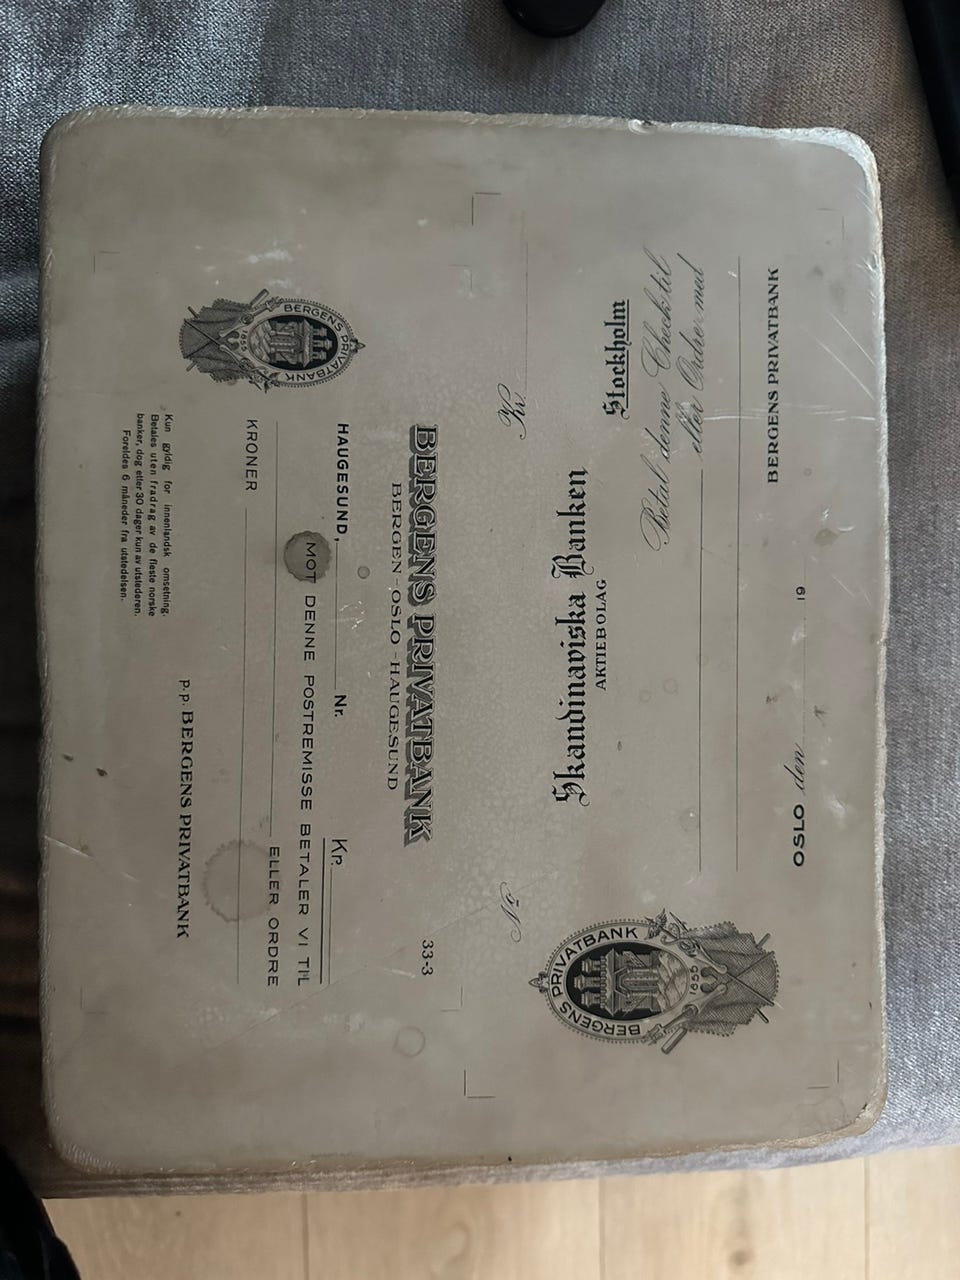 BERGENS PRIVATBANK
BERGEN - OSLO - HAUGESUND
33-3
HAUGESUND,
Nr.
Kr.
MOT DENNE POSTREMISSE BETALER VI TIL
ELLER ORDRE
KRONER
BERGENS PRIVATBANK
1855
p.p. BERGENS PRIVATBANK
Kun gyldig for innenlandsk omsetning.
Betales uten fradrag av de fleste norske
banker, dog efter 30 dager kun av utstederen.
Foreldes 6 måneder fra utstedelsen.
No
Kr.
Skandinaviska Banken
AKTIEBOLAG
Stockholm
Betal denne Check til
eller Ordre med
BERGENS PRIVATBANK
1855
OSLO den
19
BERGENS PRIVATBANK